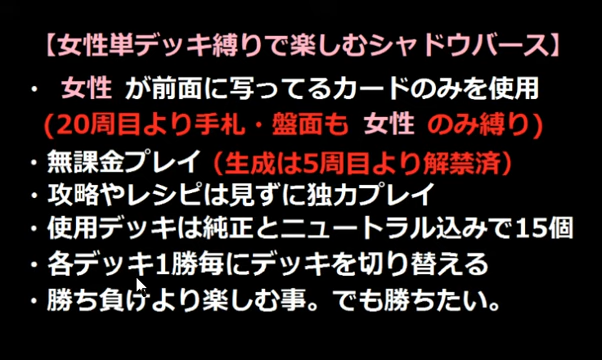 【女性単デッキ縛りで楽しむシャドウバース】
・ 女性 が前面に写ってるカードのみを使用
(20周目より手札・盤面も 女性 のみ縛り)
・無課金プレイ (生成は5周目より解禁済)
・攻略やレシピは見ずに独力プレイ
・使用デッキは純正とニュートラル込みで15個
・各デッキ1勝毎にデッキを切り替える
・勝ち負けより楽しむ事。でも勝ちたい。